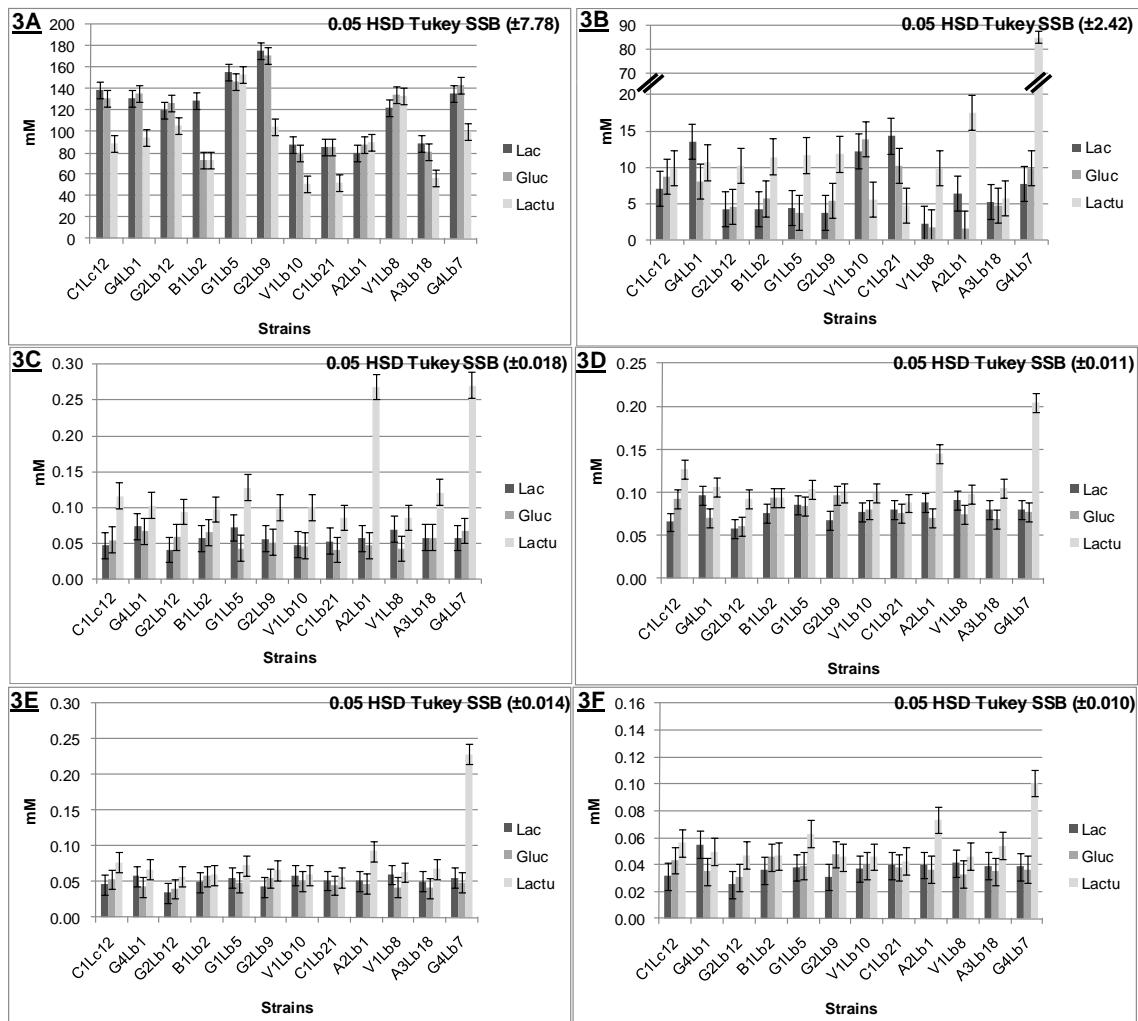 3A
0.05 HSD Tukey SSB (±7.78)
200
180
160
140
120
100
80
60
40
20
0
mM
Lac
Gluc
Lactu
C1Lc12 G4Lb1 G2Lb12 B1Lb2 G1Lb5 G2Lb9 V1Lb10 C1Lb21 A2Lb1 V1Lb8 A3Lb18 G4Lb7
Strains
3B
0.05 HSD Tukey SSB (±2.42)
90
80
70
20
15
10
5
0
mM
Lac
Gluc
Lactu
C1Lc12 G4Lb1 G2Lb12 B1Lb2 G1Lb5 G2Lb9 V1Lb10 C1Lb21 V1Lb8 A2Lb1 A3Lb18 G4Lb7
Strains
3C
0.05 HSD Tukey SSB (±0.018)
0.30
0.25
0.20
0.15
0.10
0.05
0.00
mM
Lac
Gluc
Lactu
C1Lc12 G4Lb1 G2Lb12 B1Lb2 G1Lb5 G2Lb9 V1Lb10 C1Lb21 A2Lb1 V1Lb8 A3Lb18 G4Lb7
Strains
3D
0.05 HSD Tukey SSB (±0.011)
0.25
0.20
0.15
0.10
0.05
0.00
mM
Lac
Gluc
Lactu
C1Lc12 G4Lb1 G2Lb12 B1Lb2 G1Lb5 G2Lb9 V1Lb10 C1Lb21 A2Lb1 V1Lb8 A3Lb18 G4Lb7
Strains
3E
0.05 HSD Tukey SSB (±0.014)
0.30
0.25
0.20
0.15
0.10
0.05
0.00
mM
Lac
Gluc
Lactu
C1Lc12 G4Lb1 G2Lb12 B1Lb2 G1Lb5 G2Lb9 V1Lb10 C1Lb21 A2Lb1 V1Lb8 A3Lb18 G4Lb7
Strains
3F
0.05 HSD Tukey SSB (±0.010)
0.16
0.14
0.12
0.10
0.08
0.06
0.04
0.02
0.00
mM
Lac
Gluc
Lactu
C1Lc12 G4Lb1 G2Lb12 B1Lb2 G1Lb5 G2Lb9 V1Lb10 C1Lb21 A2Lb1 V1Lb8 A3Lb18 G4Lb7
Strains